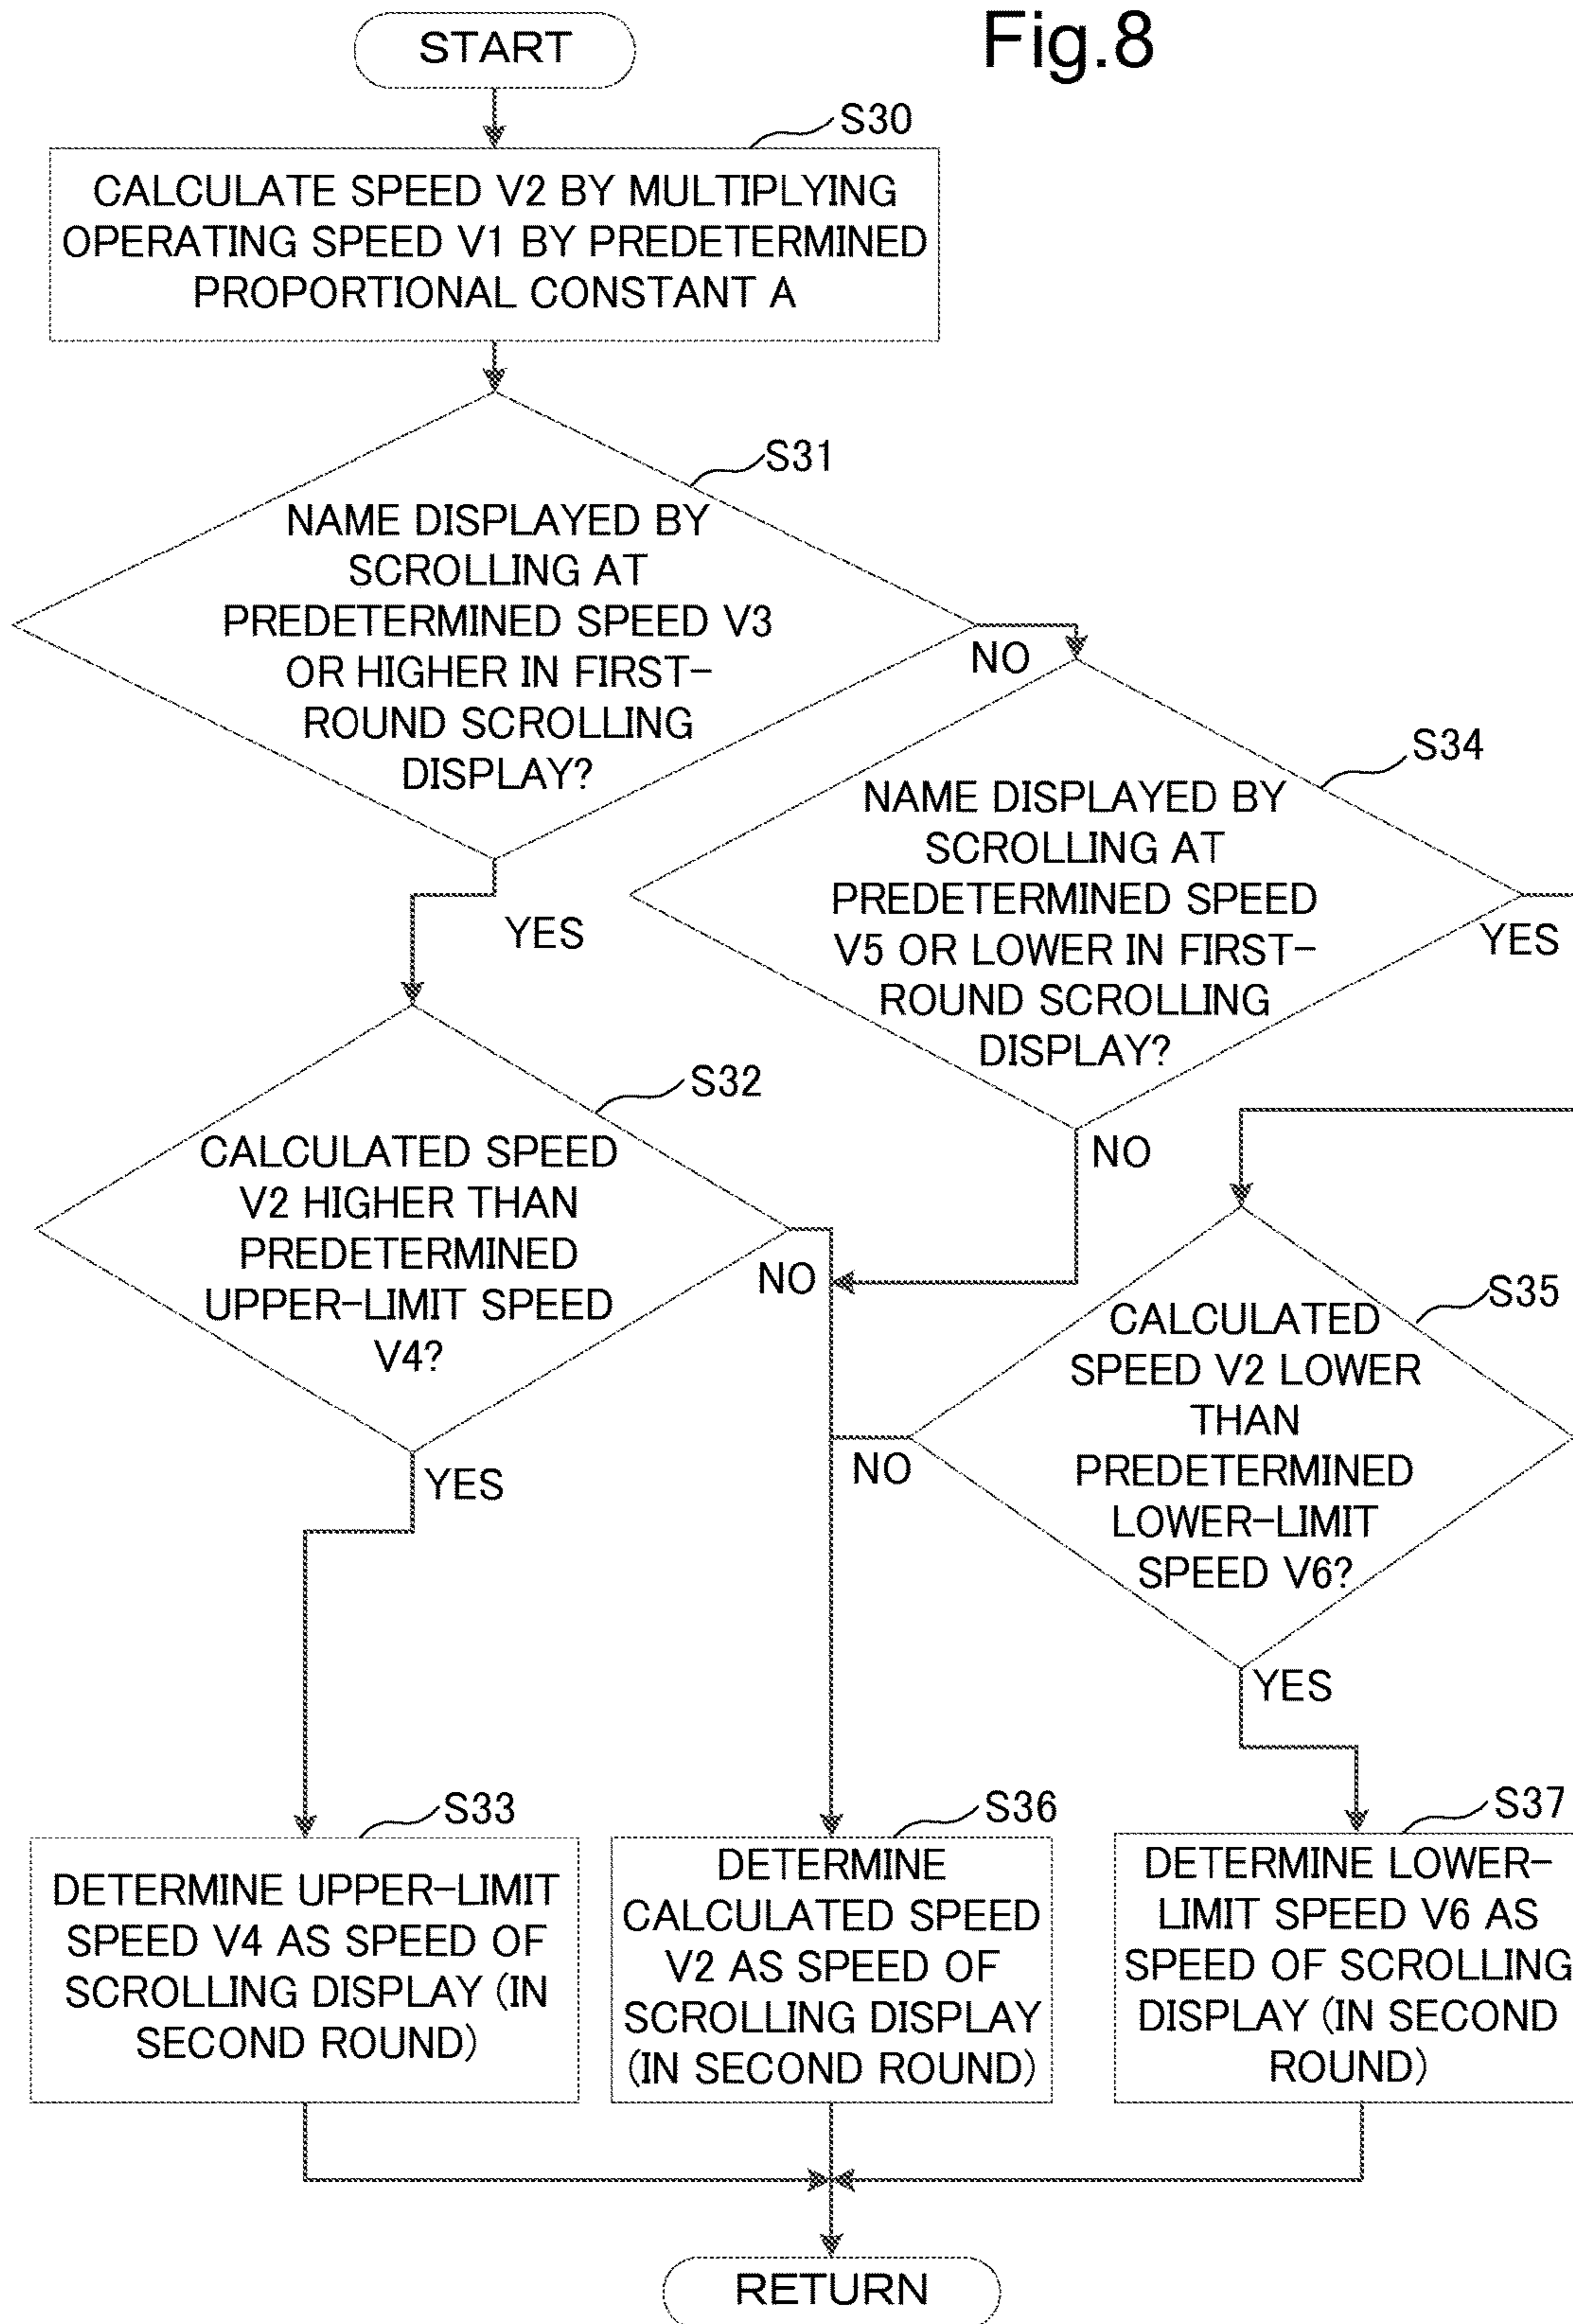 Fig.8
START
S30
CALCULATE SPEED V2 BY MULTIPLYING
OPERATING SPEED V1 BY PREDETERMINED
PROPORTIONAL CONSTANT A
S31
NAME DISPLAYED BY
SCROLLING AT
PREDETERMINED SPEED V3
OR HIGHER IN FIRST-
ROUND SCROLLING
DISPLAY?
NO
YES
S34
NAME DISPLAYED BY
SCROLLING AT
PREDETERMINED SPEED
V5 OR LOWER IN FIRST-
ROUND SCROLLING
DISPLAY?
YES
NO
S32
CALCULATED SPEED
V2 HIGHER THAN
PREDETERMINED
UPPER-LIMIT SPEED
V4?
NO
YES
S35
CALCULATED
SPEED V2 LOWER
THAN
PREDETERMINED
LOWER-LIMIT
SPEED V6?
NO
YES
S33
DETERMINE UPPER-LIMIT
SPEED V4 AS SPEED OF
SCROLLING DISPLAY (IN
SECOND ROUND)
S36
DETERMINE
CALCULATED SPEED
V2 AS SPEED OF
SCROLLING DISPLAY
(IN SECOND ROUND)
S37
DETERMINE LOWER-
LIMIT SPEED V6 AS
SPEED OF SCROLLING
DISPLAY (IN SECOND
ROUND)
RETURN